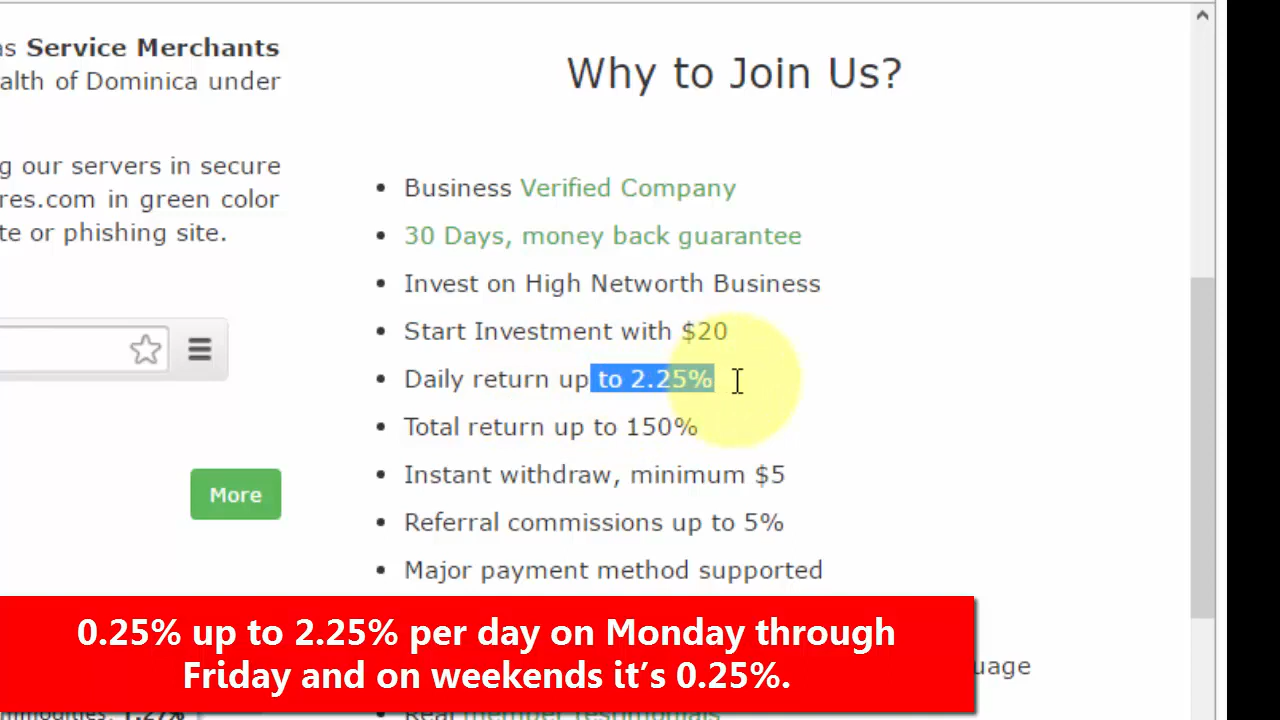 as Service Merchants
alth of Dominica under
g our servers in secure
res.com in green color
te or phishing site.
More
Why to Join Us?
• Business Verified Company
• 30 Days, money back guarantee
• Invest on High Networth Business
• Start Investment with $20
• Daily return up to 2.25%
• Total return up to 150%
• Instant withdraw, minimum $5
• Referral commissions up to 5%
• Major payment method supported
uage
• Real member testimonials
0.25% up to 2.25% per day on Monday through
Friday and on weekends it’s 0.25%.